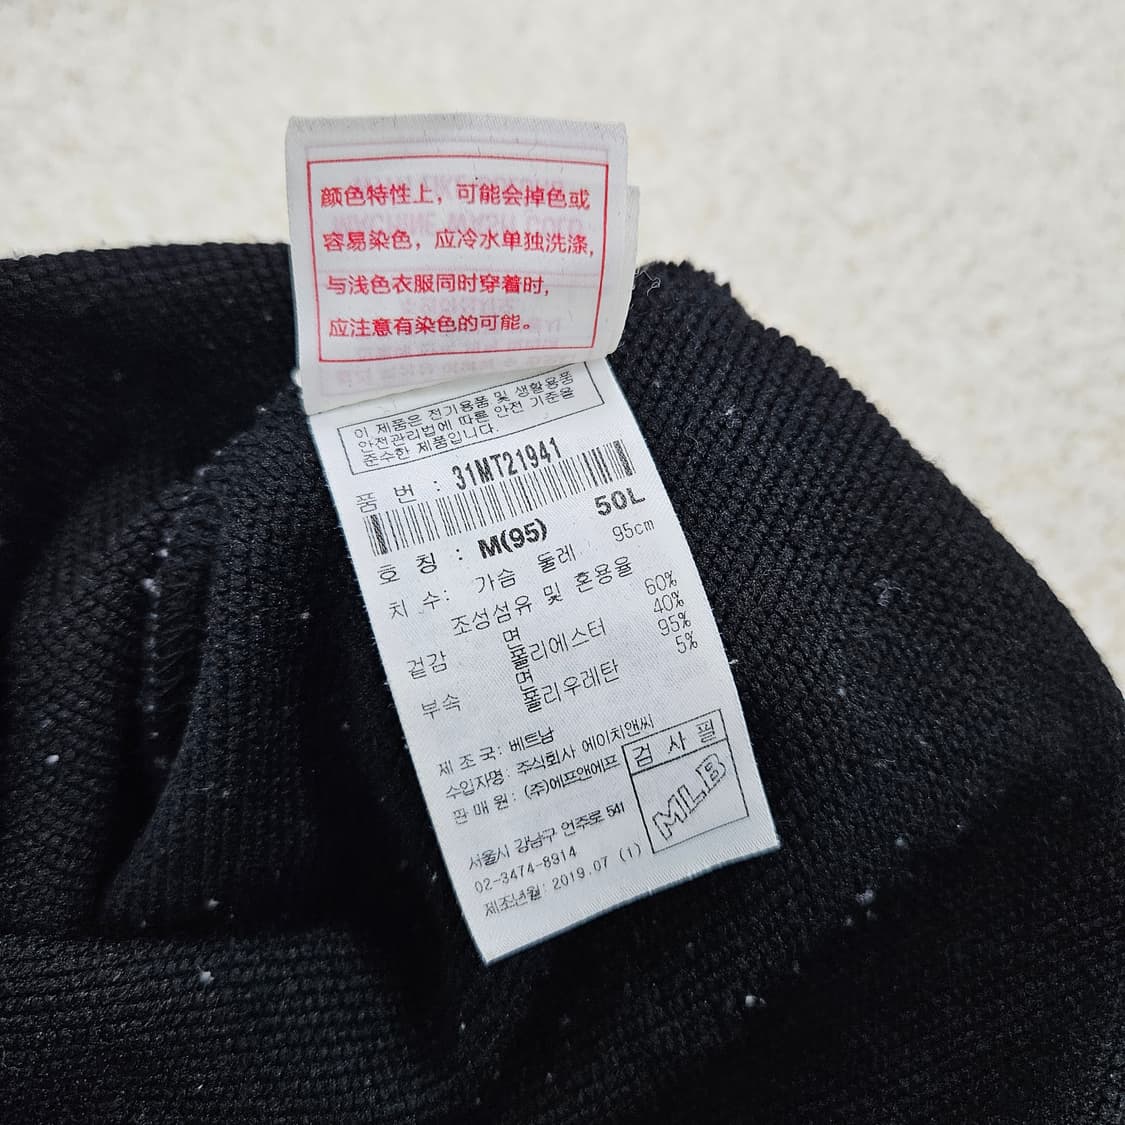 颜色特性上，可能会掉色或
容易染色，应冷水单独洗涤，
与浅色衣服同时穿着时，
应注意有染色的可能。
이 제품은 전기용품 및 생활용품
안전관리법에 따른 안전 기준을
준수한 제품입니다.
품 번 : 31MT21941
호 칭 : M(95) 50L
치 수: 가슴 둘레 95cm
조성섬유 및 혼용율
겉감 면 60%
폴리에스터 40%
부속 면 95%
폴리우레탄 5%
제 조 국: 베트남
수입자명: 주식회사 에이치앤씨
판 매 원: (주)에프앤에프
서울시 강남구 언주로 541
02-3474-8914
제조년월: 2019.07 (1)
검 사 필
MLB